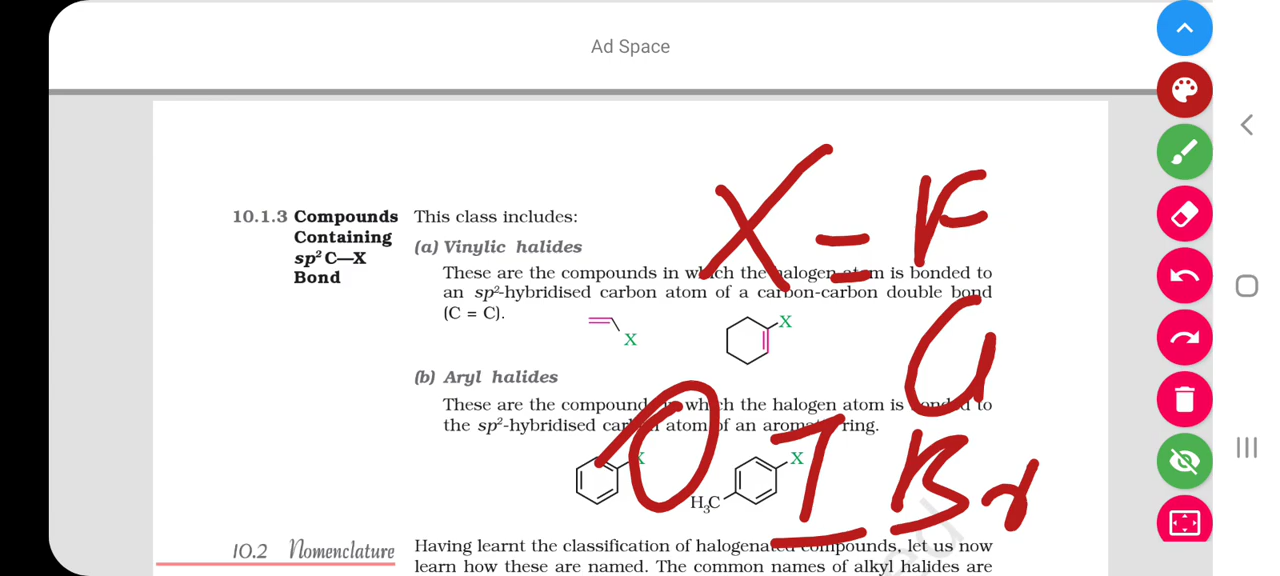 Ad Space
10.1.3 Compounds Containing sp² C—X Bond
This class includes:
(a) Vinylic halides
These are the compounds in which the halogen atom is bonded to
an sp²-hybridised carbon atom of a carbon-carbon double bond
(C = C).
X
X
(b) Aryl halides
These are the compounds in which the halogen atom is bonded to
the sp²-hybridised carbon atom of an aromatic ring.
X
X
H₃C
X = F
Cl
I Br
10.2 Nomenclature
Having learnt the classification of halogenated compounds, let us now
learn how these are named. The common names of alkyl halides are